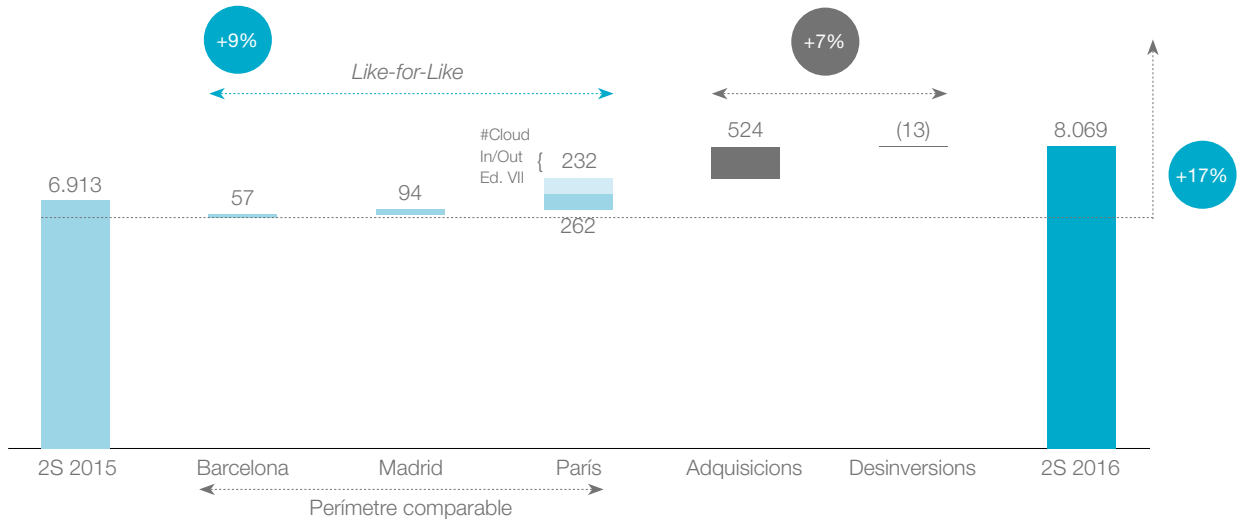 +9%
+7%
Like-for-Like
#Cloud
In/Out
Ed. VII
{
232
262
524
(13)
8.069
6.913
57
94
+17%
2S 2015
Barcelona
Madrid
París
Adquisicions
Desinversions
2S 2016
Perímetre comparable